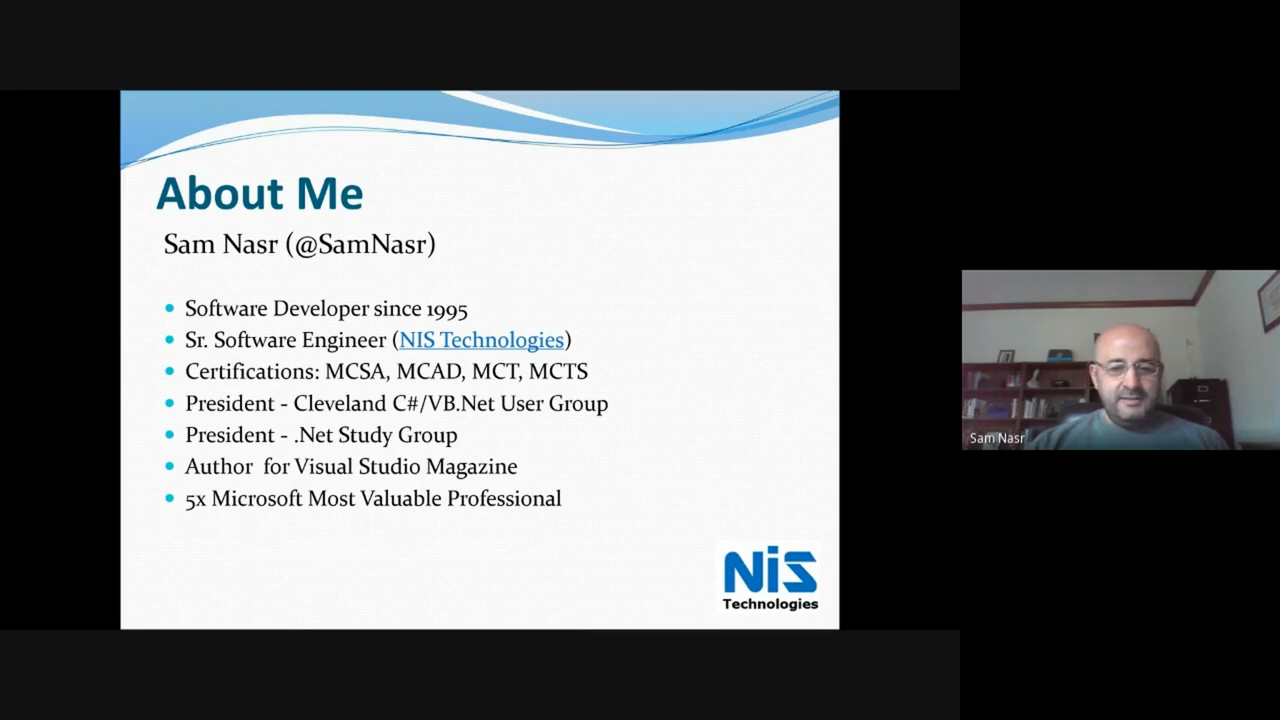 About Me
Sam Nasr (@SamNasr)
Software Developer since 1995
Sr. Software Engineer (NIS Technologies)
Certifications: MCSA, MCAD, MCT, MCTS
President - Cleveland C#/VB.Net User Group
President - .Net Study Group
Author  for Visual Studio Magazine
5x Microsoft Most Valuable Professional
NiS
Technologies
Sam Nasr